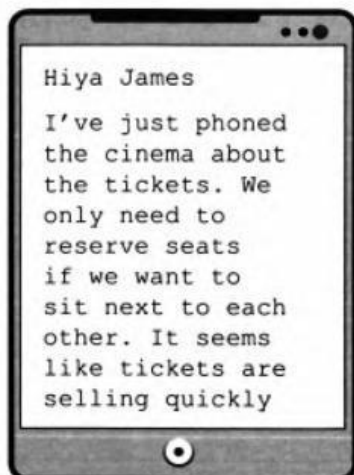 Hiya James
I've just phoned
the cinema about
the tickets. We
only need to
reserve seats
if we want to
sit next to each
other. It seems
like tickets are
selling quickly